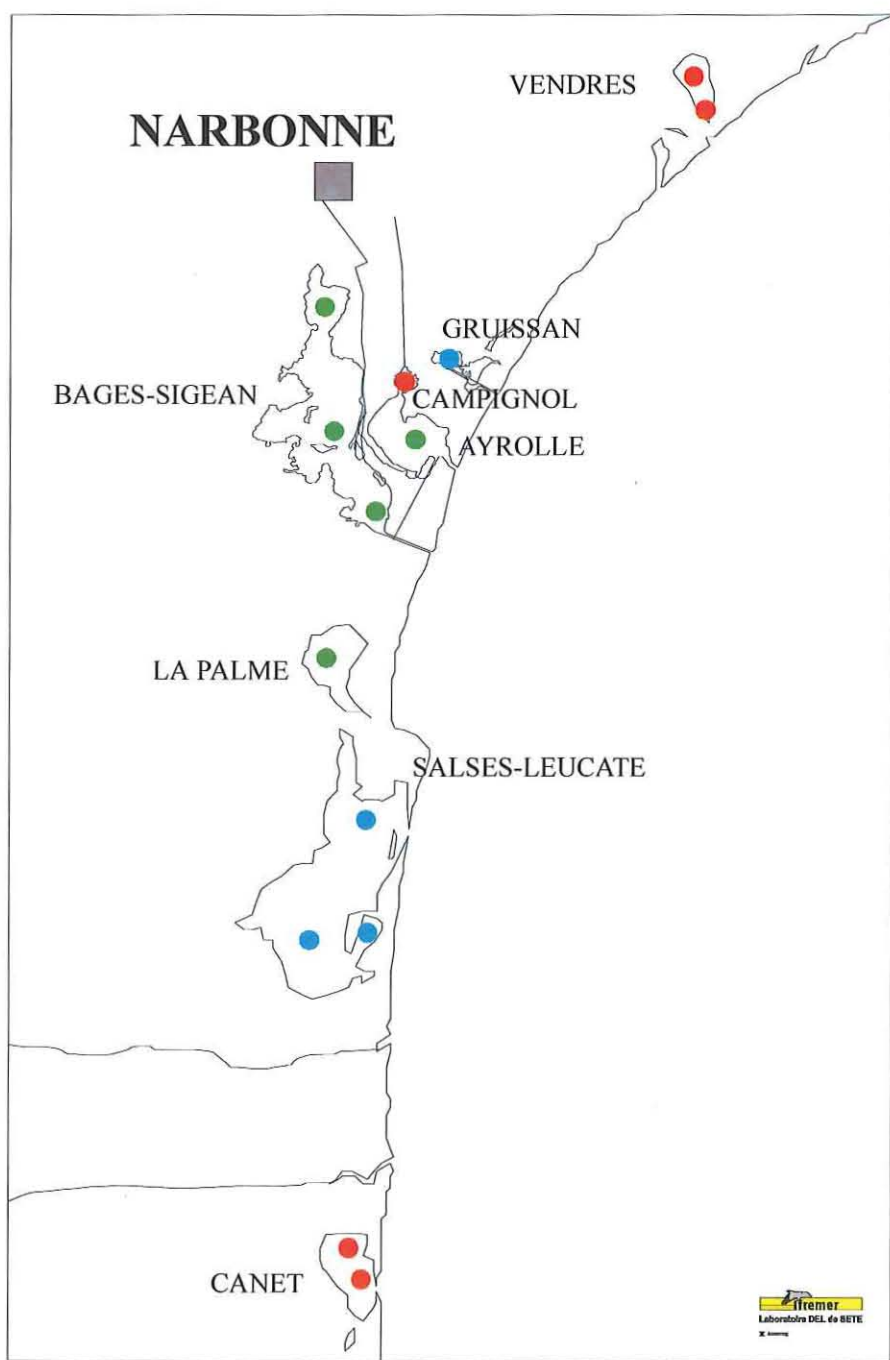 VENDRES
NARBONNE
GRUISSAN
BAGES-SIGEAN
CAMPIGNOL
AYROLLE
LA PALME
SALSES-LEUCATE
CANET
ifremer
Laboratoire DEL de SETE